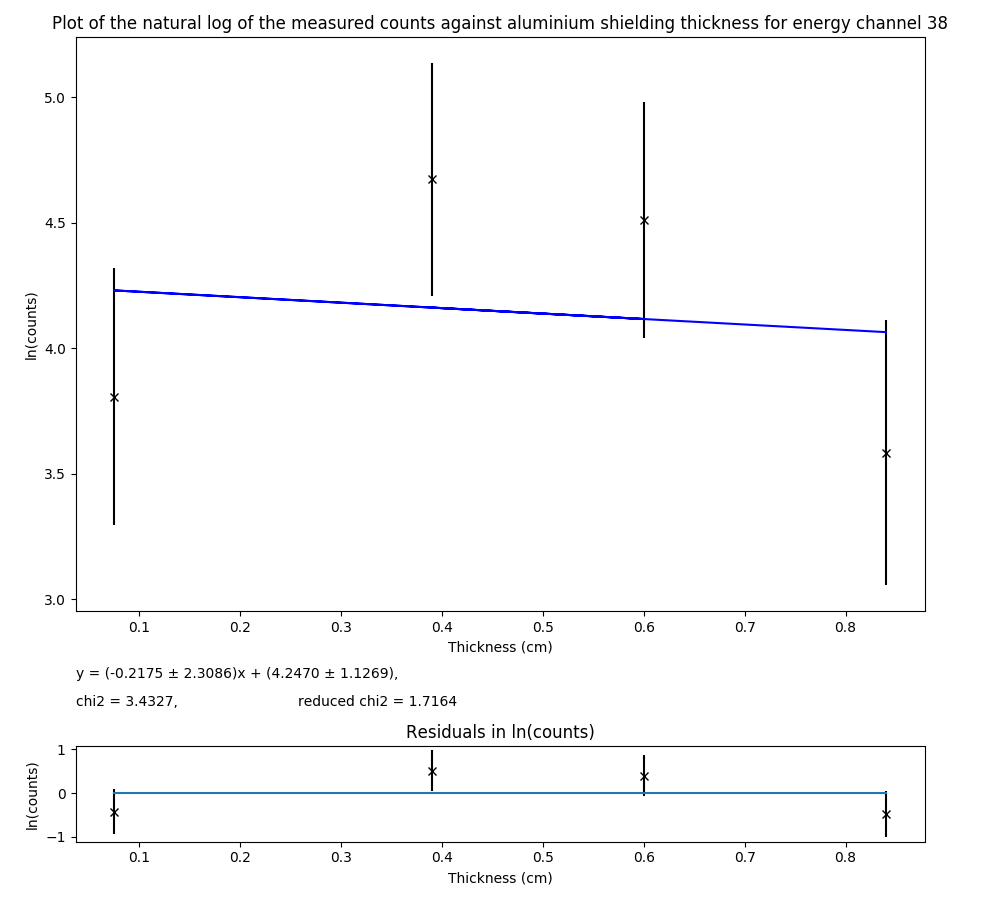 Plot of the natural log of the measured counts against aluminium shielding thickness for energy channel 38
ln(counts)
5.0
4.5
4.0
3.5
3.0
0.1 0.2 0.3 0.4 0.5 0.6 0.7 0.8
Thickness (cm)
y = (-0.2175 ± 2.3086)x + (4.2470 ± 1.1269),
chi2 = 3.4327, reduced chi2 = 1.7164
Residuals in ln(counts)
ln(counts)
1
0
−1
0.1 0.2 0.3 0.4 0.5 0.6 0.7 0.8
Thickness (cm)